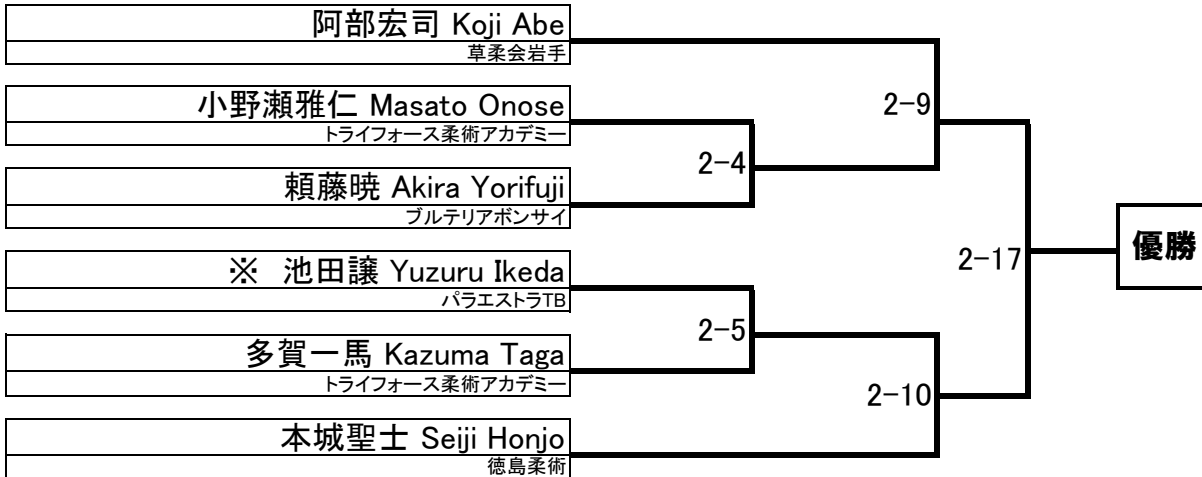 阿部宏司 Koji Abe
草柔会岩手
小野瀬雅仁 Masato Onose
トライフォース柔術アカデミー
頼藤暁 Akira Yorifuji
ブルテリアボンサイ
※ 池田譲 Yuzuru Ikeda
パラエストラTB
多賀一馬 Kazuma Taga
トライフォース柔術アカデミー
本城聖士 Seiji Honjo
徳島柔術
2-4
2-5
2-9
2-10
2-17
優勝